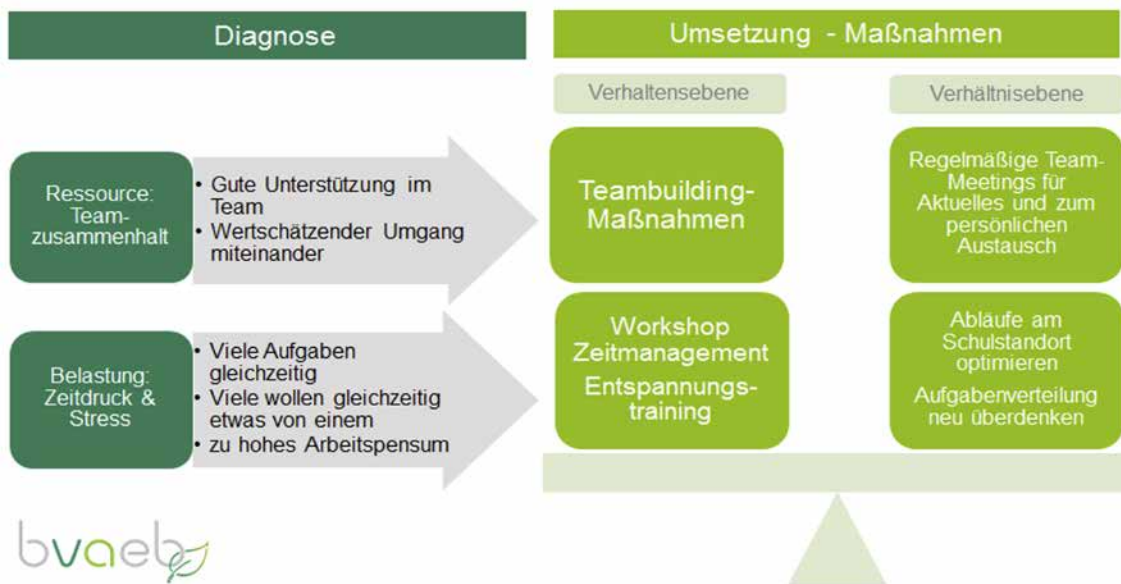 Diagnose
Umsetzung - Maßnahmen
Verhaltensebene
Verhältnisebene
Ressource:
Team-
zusammenhalt
• Gute Unterstützung im
Team
• Wertschätzender Umgang
miteinander
Teambuilding-
Maßnahmen
Regelmäßige Team-
Meetings für
Aktuelles und zum
persönlichen
Austausch
Belastung:
Zeitdruck &
Stress
• Viele Aufgaben
gleichzeitig
• Viele wollen gleichzeitig
etwas von einem
• zu hohes Arbeitspensum
Workshop
Zeitmanagement
Entspannungs-
training
Abläufe am
Schulstandort
optimieren
Aufgabenverteilung
neu überdenken
bvaeb